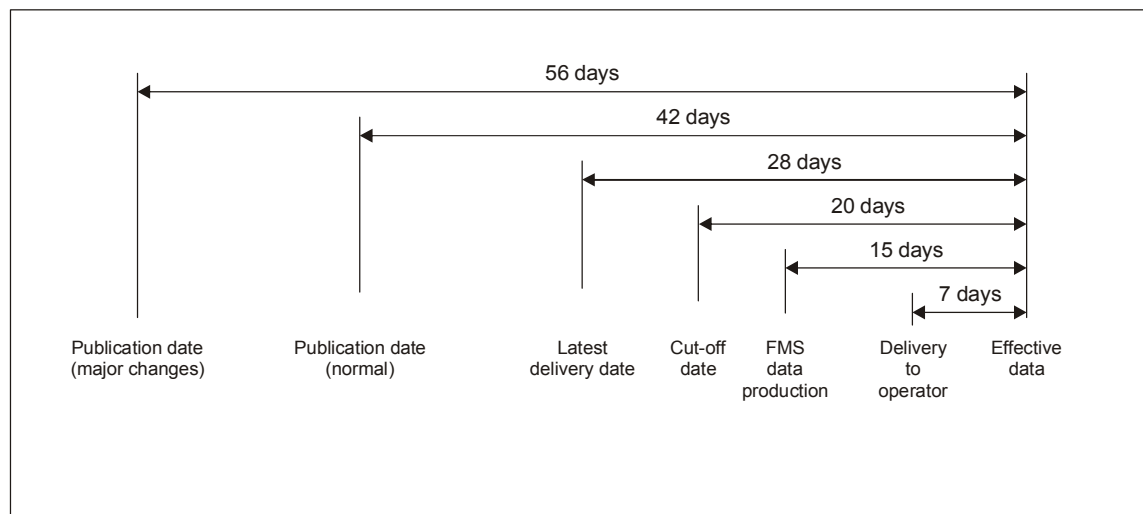 56 days
42 days
28 days
20 days
15 days
7 days
Publication date
(major changes)
Publication date
(normal)
Latest
delivery date
Cut-off
date
FMS
data
production
Delivery
to
operator
Effective
data